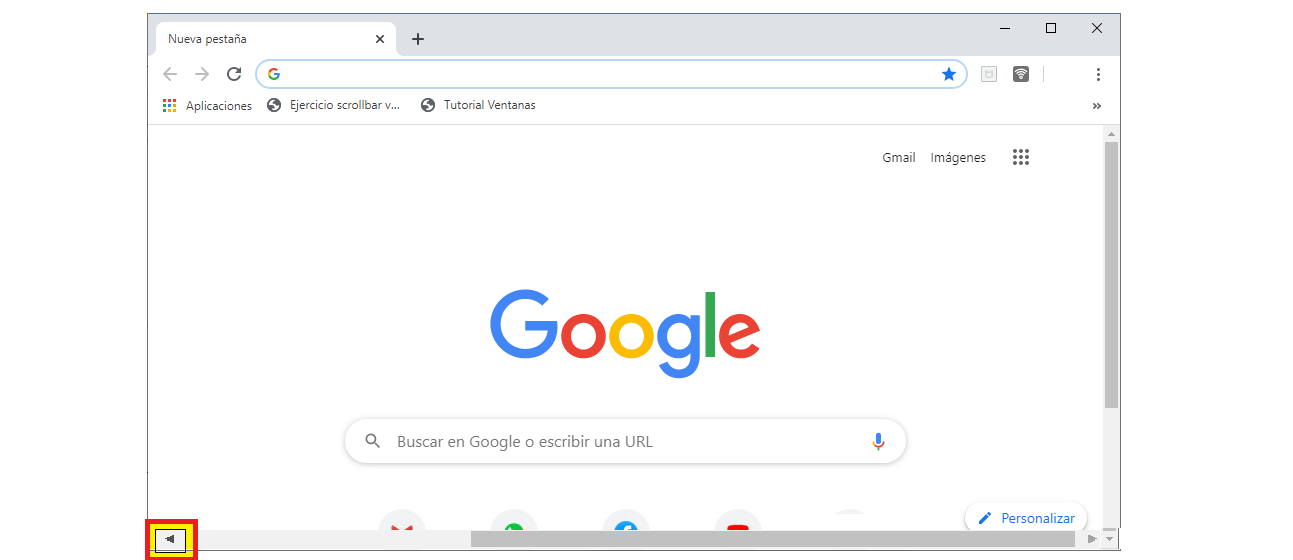 Nueva pestaña
Aplicaciones Ejercicio scrollbar v... Tutorial Ventanas »
Gmail Imágenes
Google
Buscar en Google o escribir una URL
Personalizar